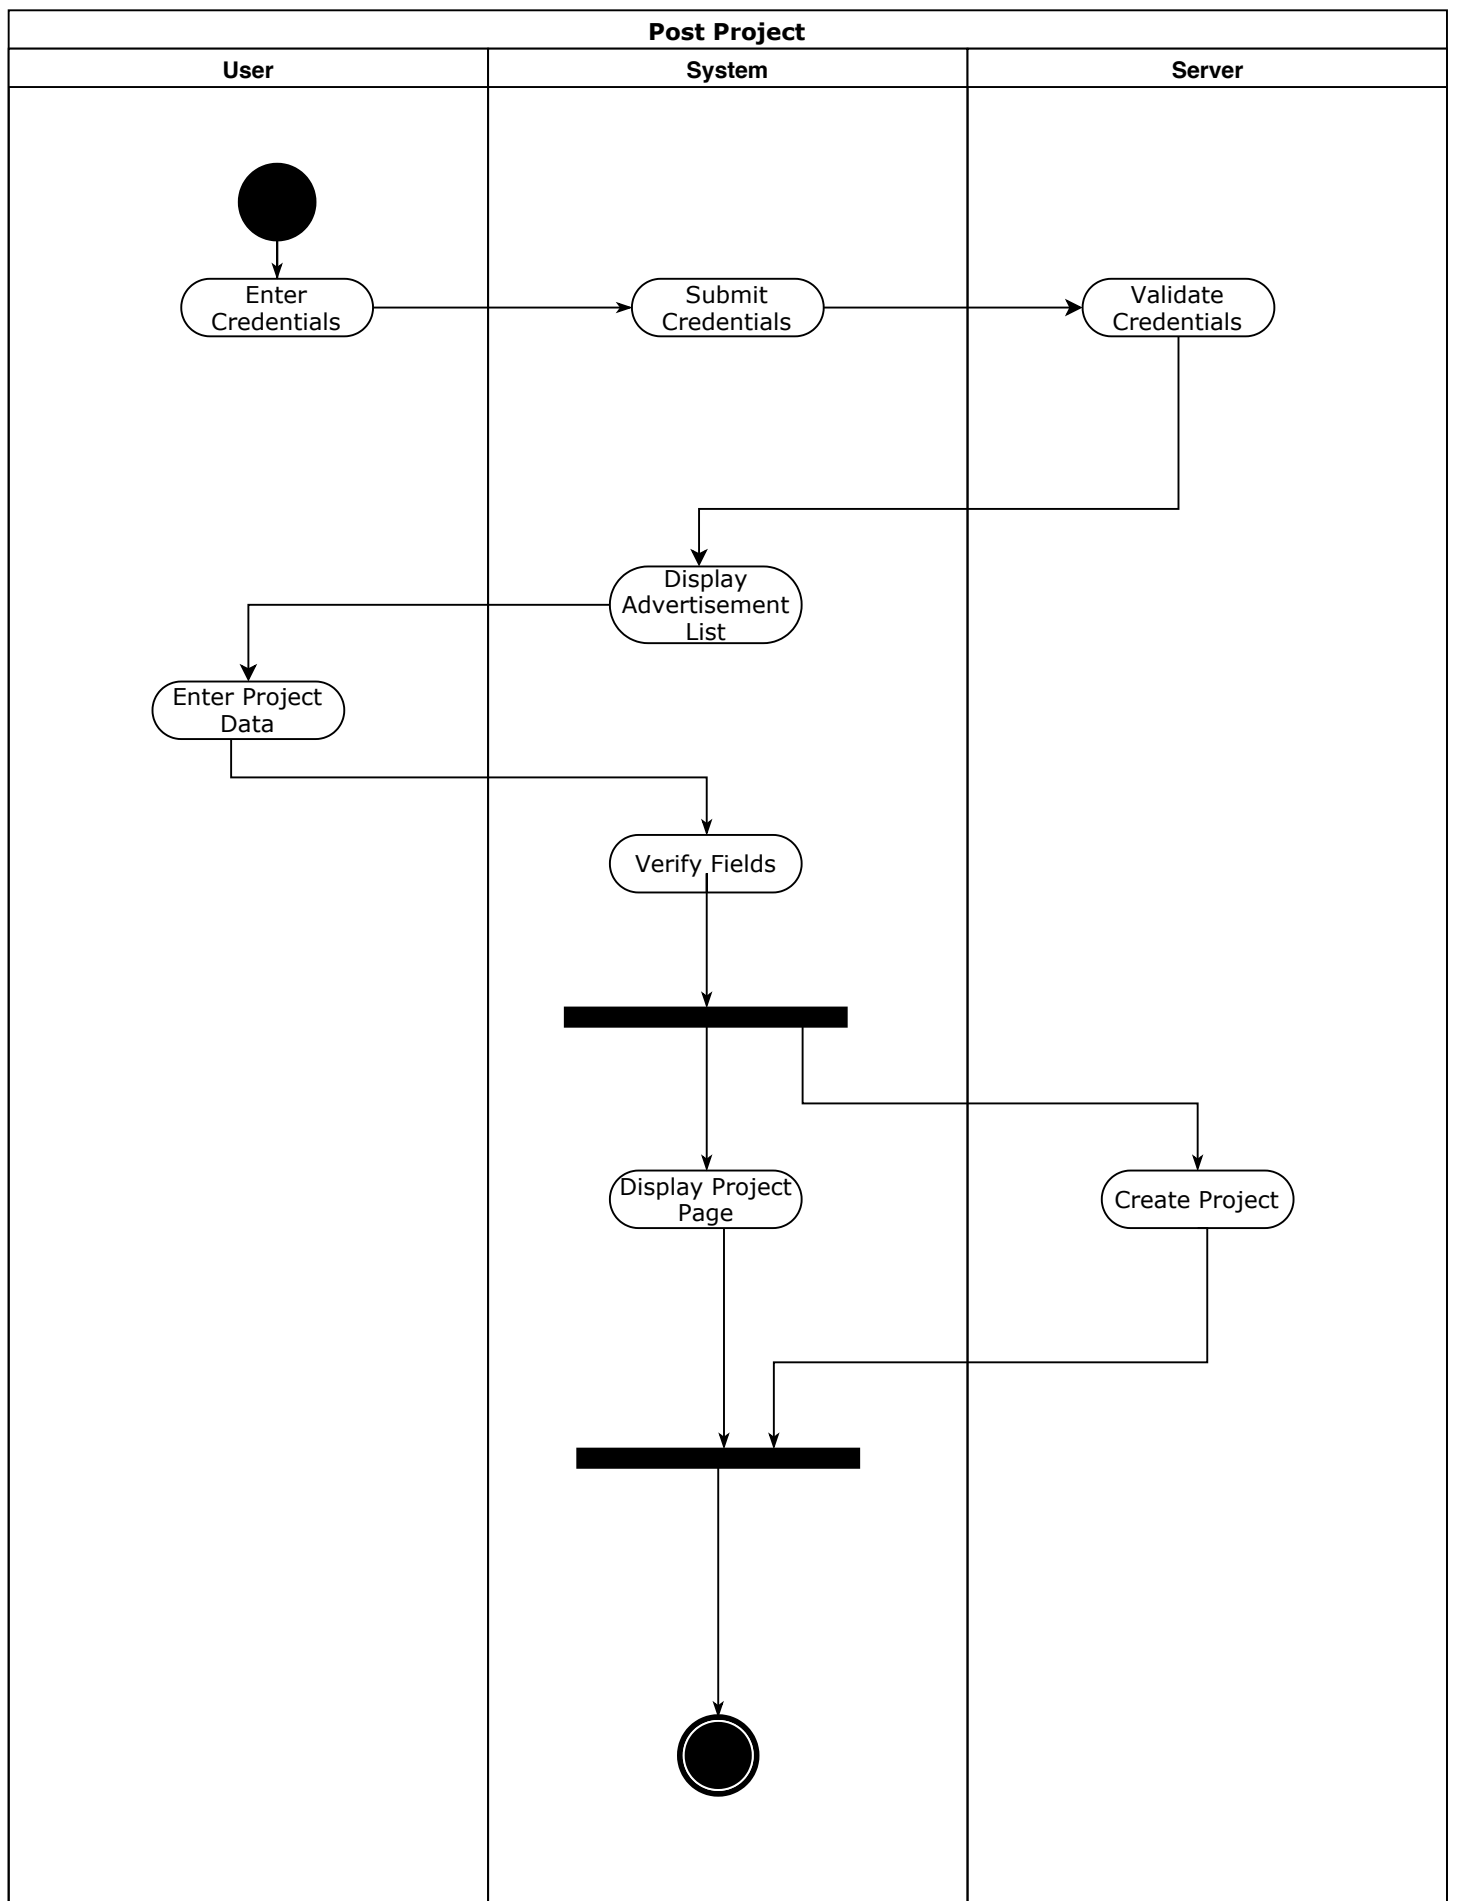 Post Project
User
System
Server
Enter
Credentials
Submit
Credentials
Validate
Credentials
Display
Advertisement
List
Enter Project
Data
Verify Fields
Display Project
Page
Create Project